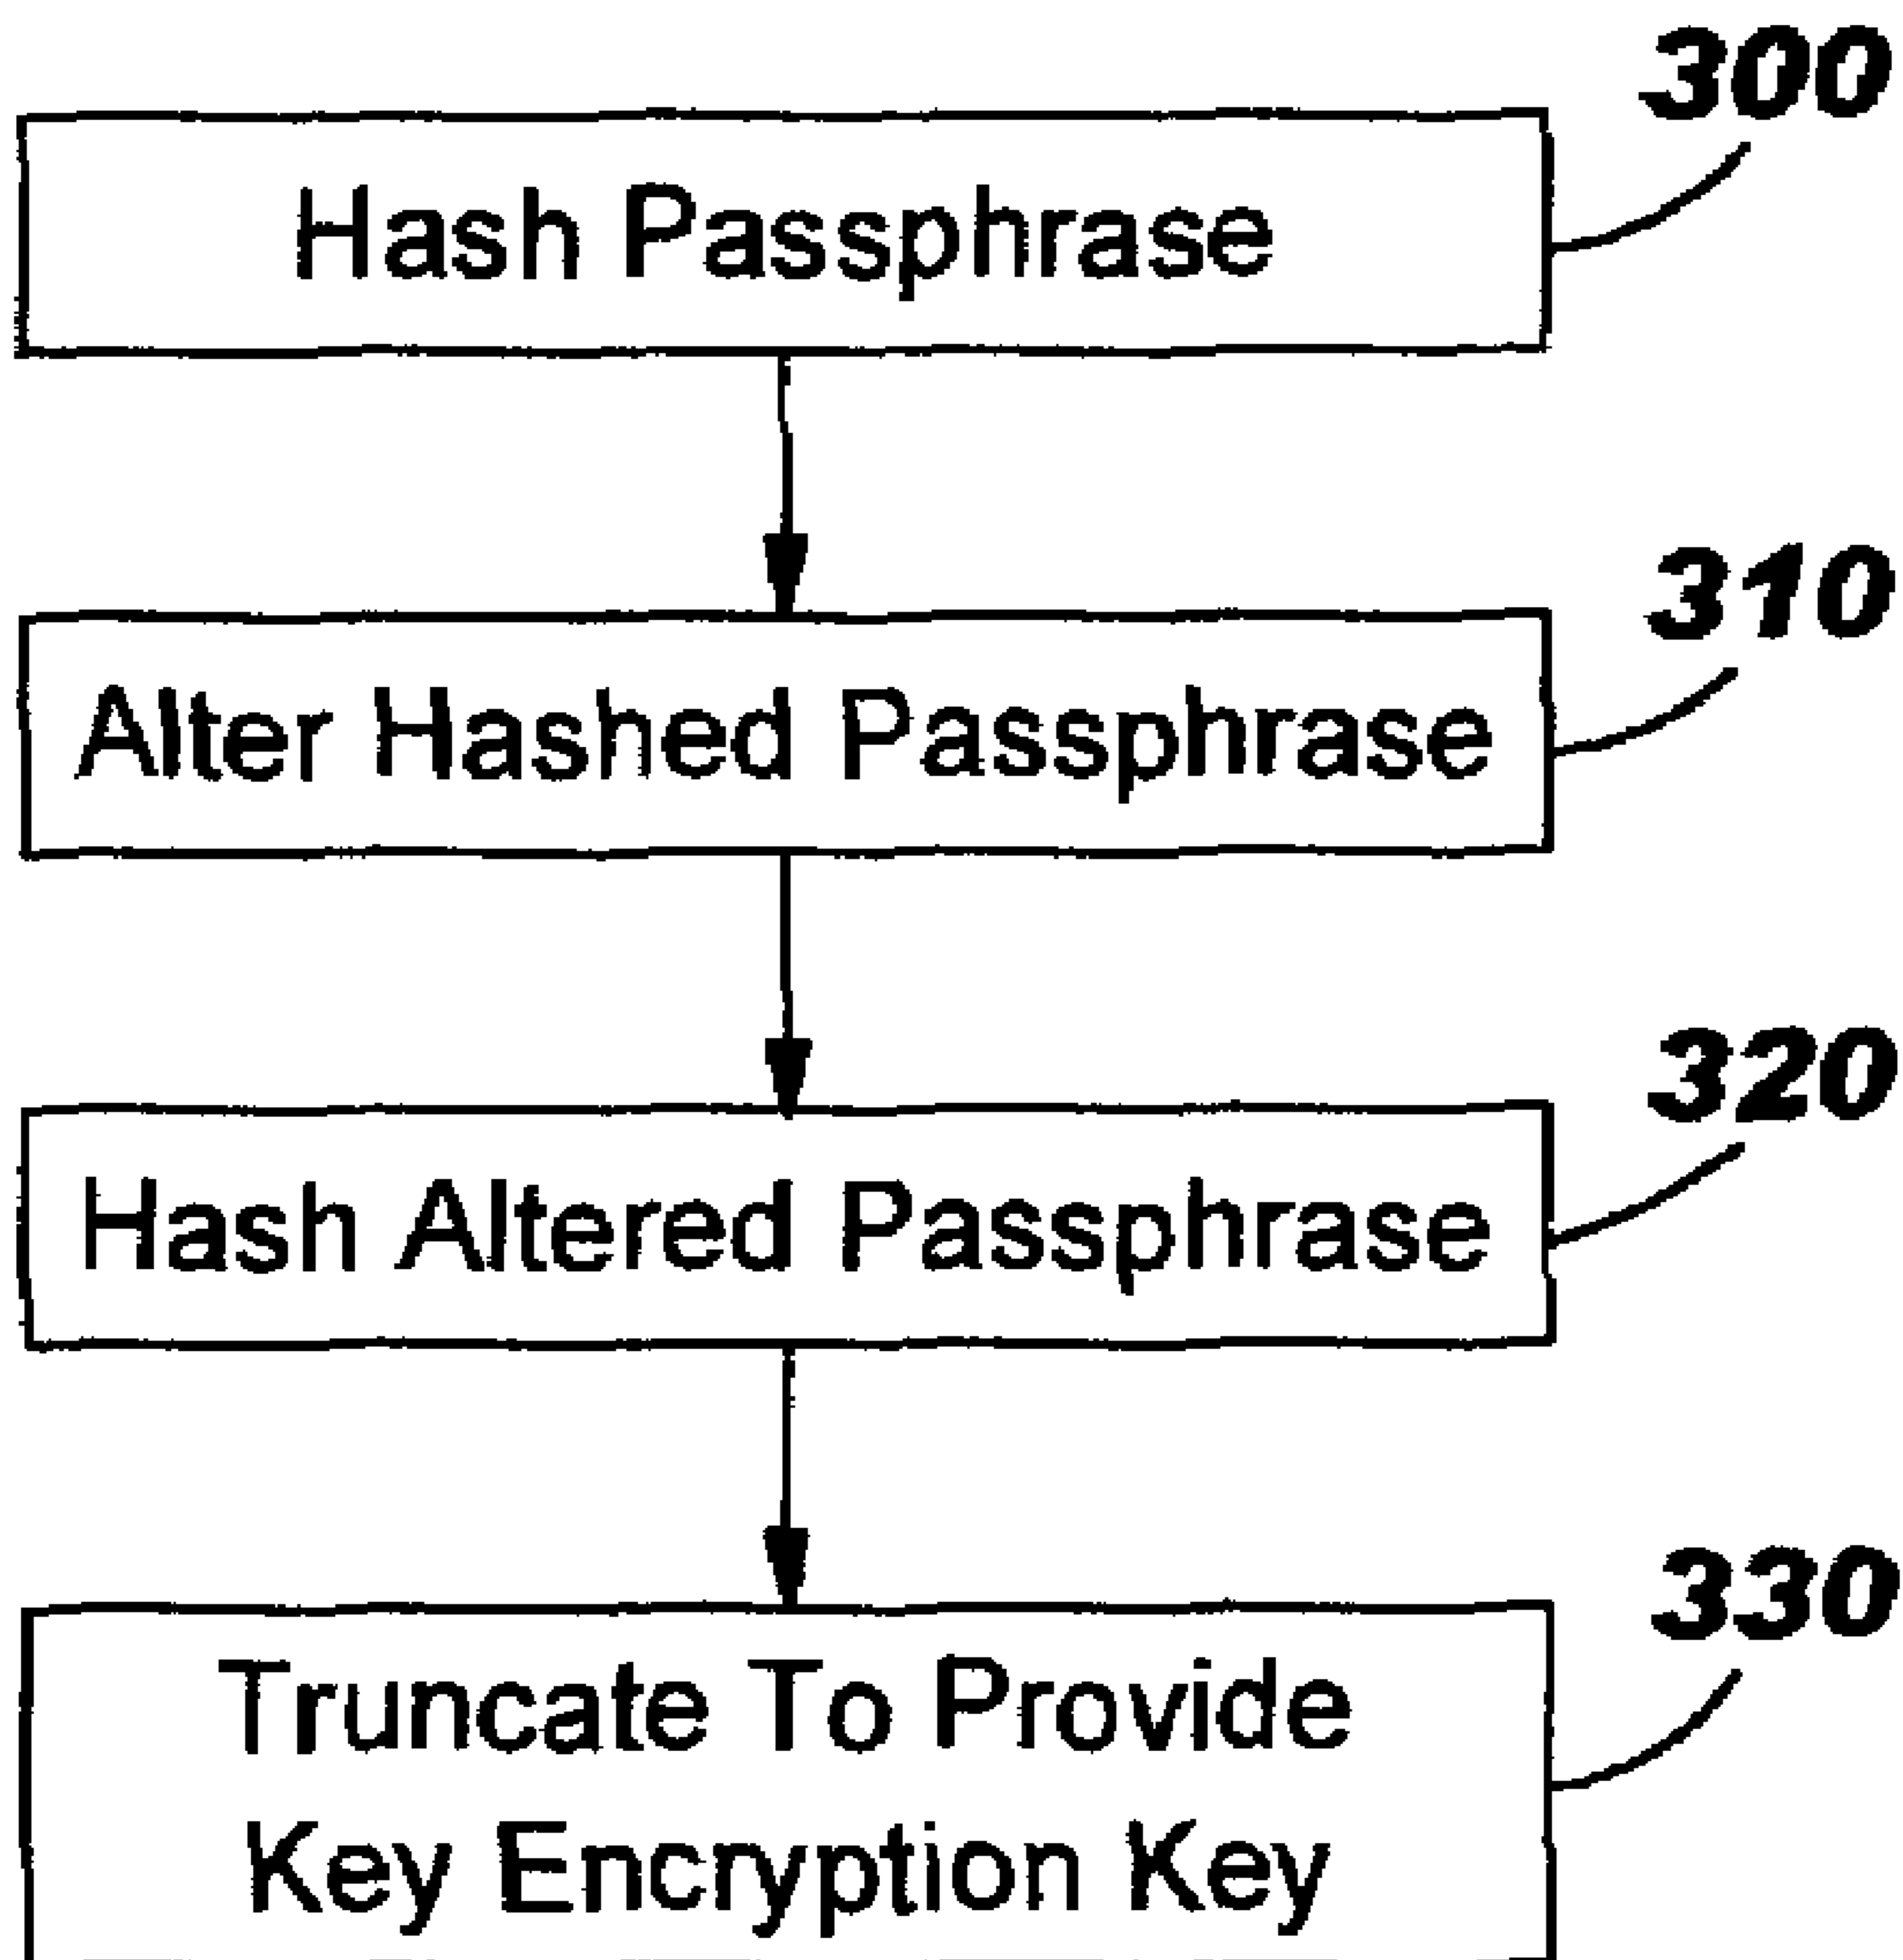 300
Hash Passphrase
310
Alter Hashed Passphrase
320
Hash Altered Passphrase
330
Truncate To Provide
Key Encryption Key